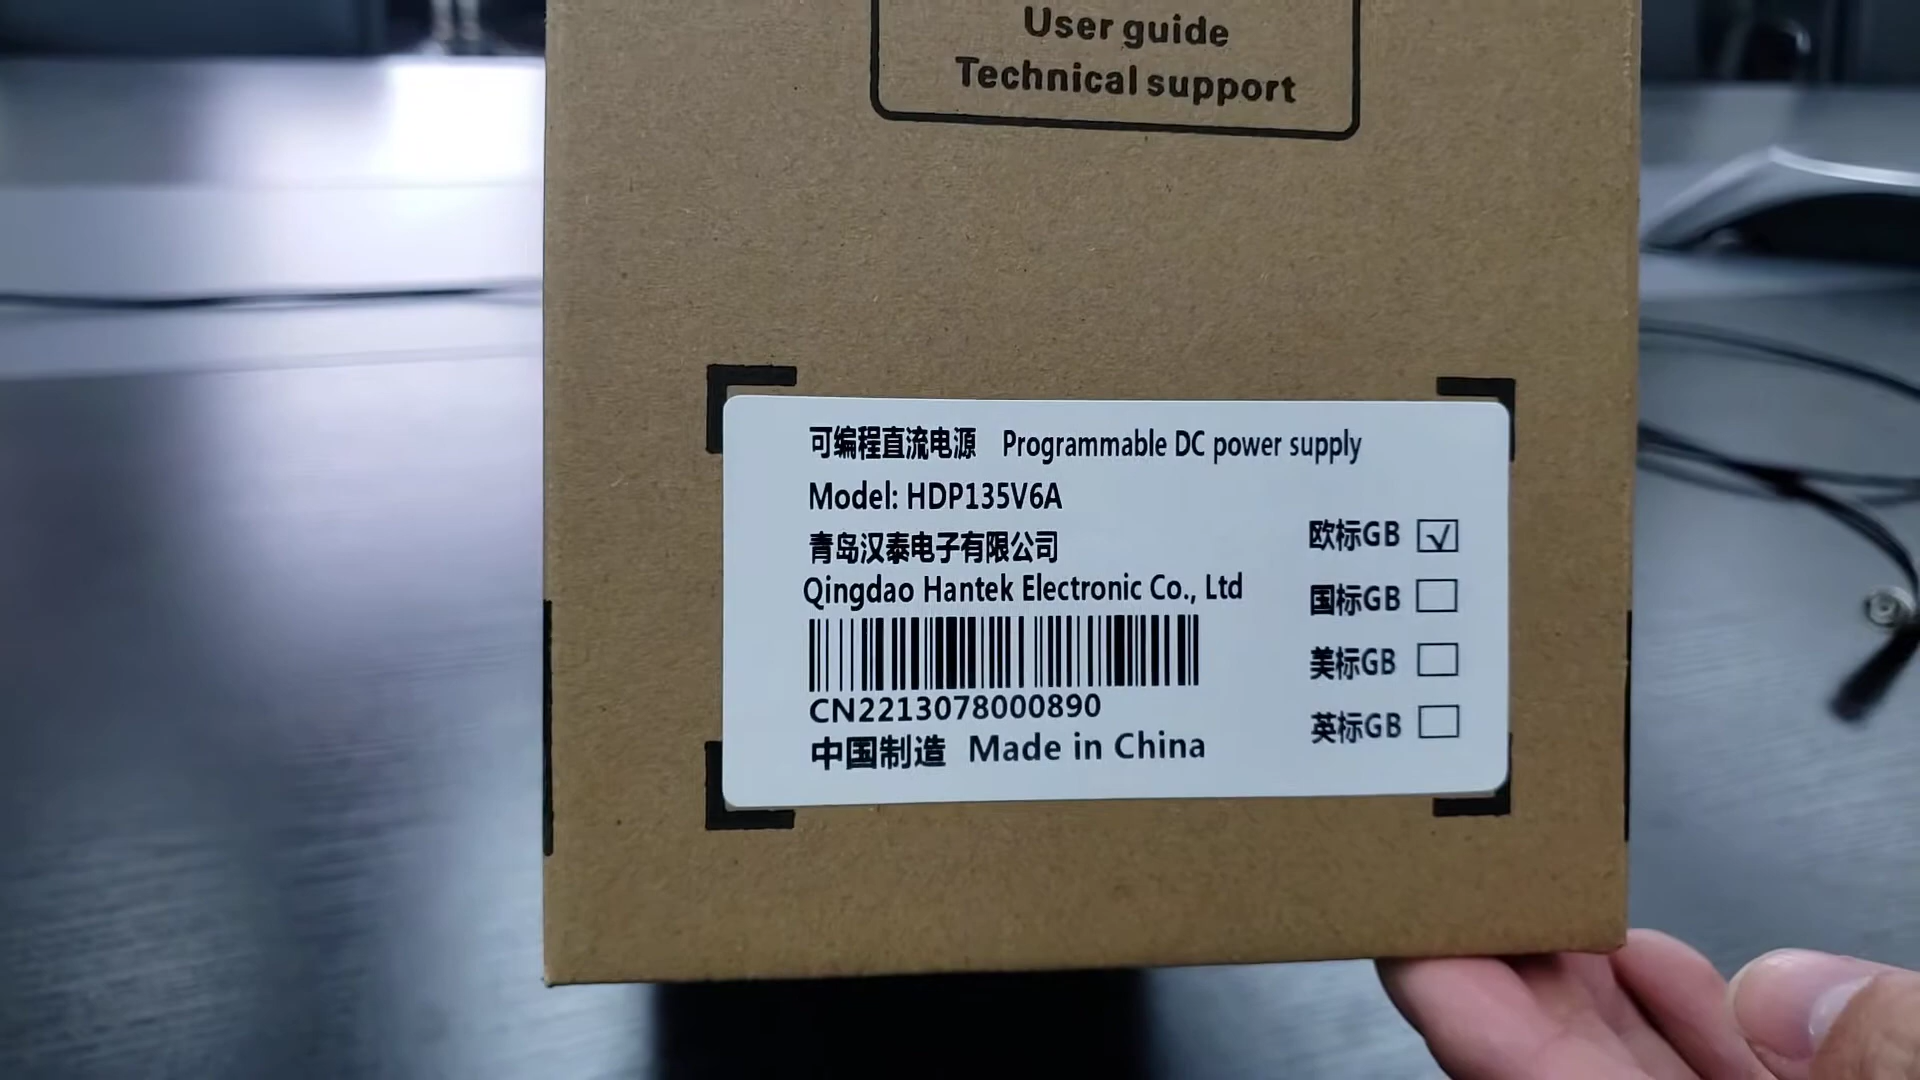 User guide
Technical support
可编程直流电源 Programmable DC power supply
Model: HDP135V6A
青岛汉泰电子有限公司
Qingdao Hantek Electronic Co., Ltd
CN2213078000890
中国制造 Made in China
欧标GB √
国标GB
美标GB
英标GB